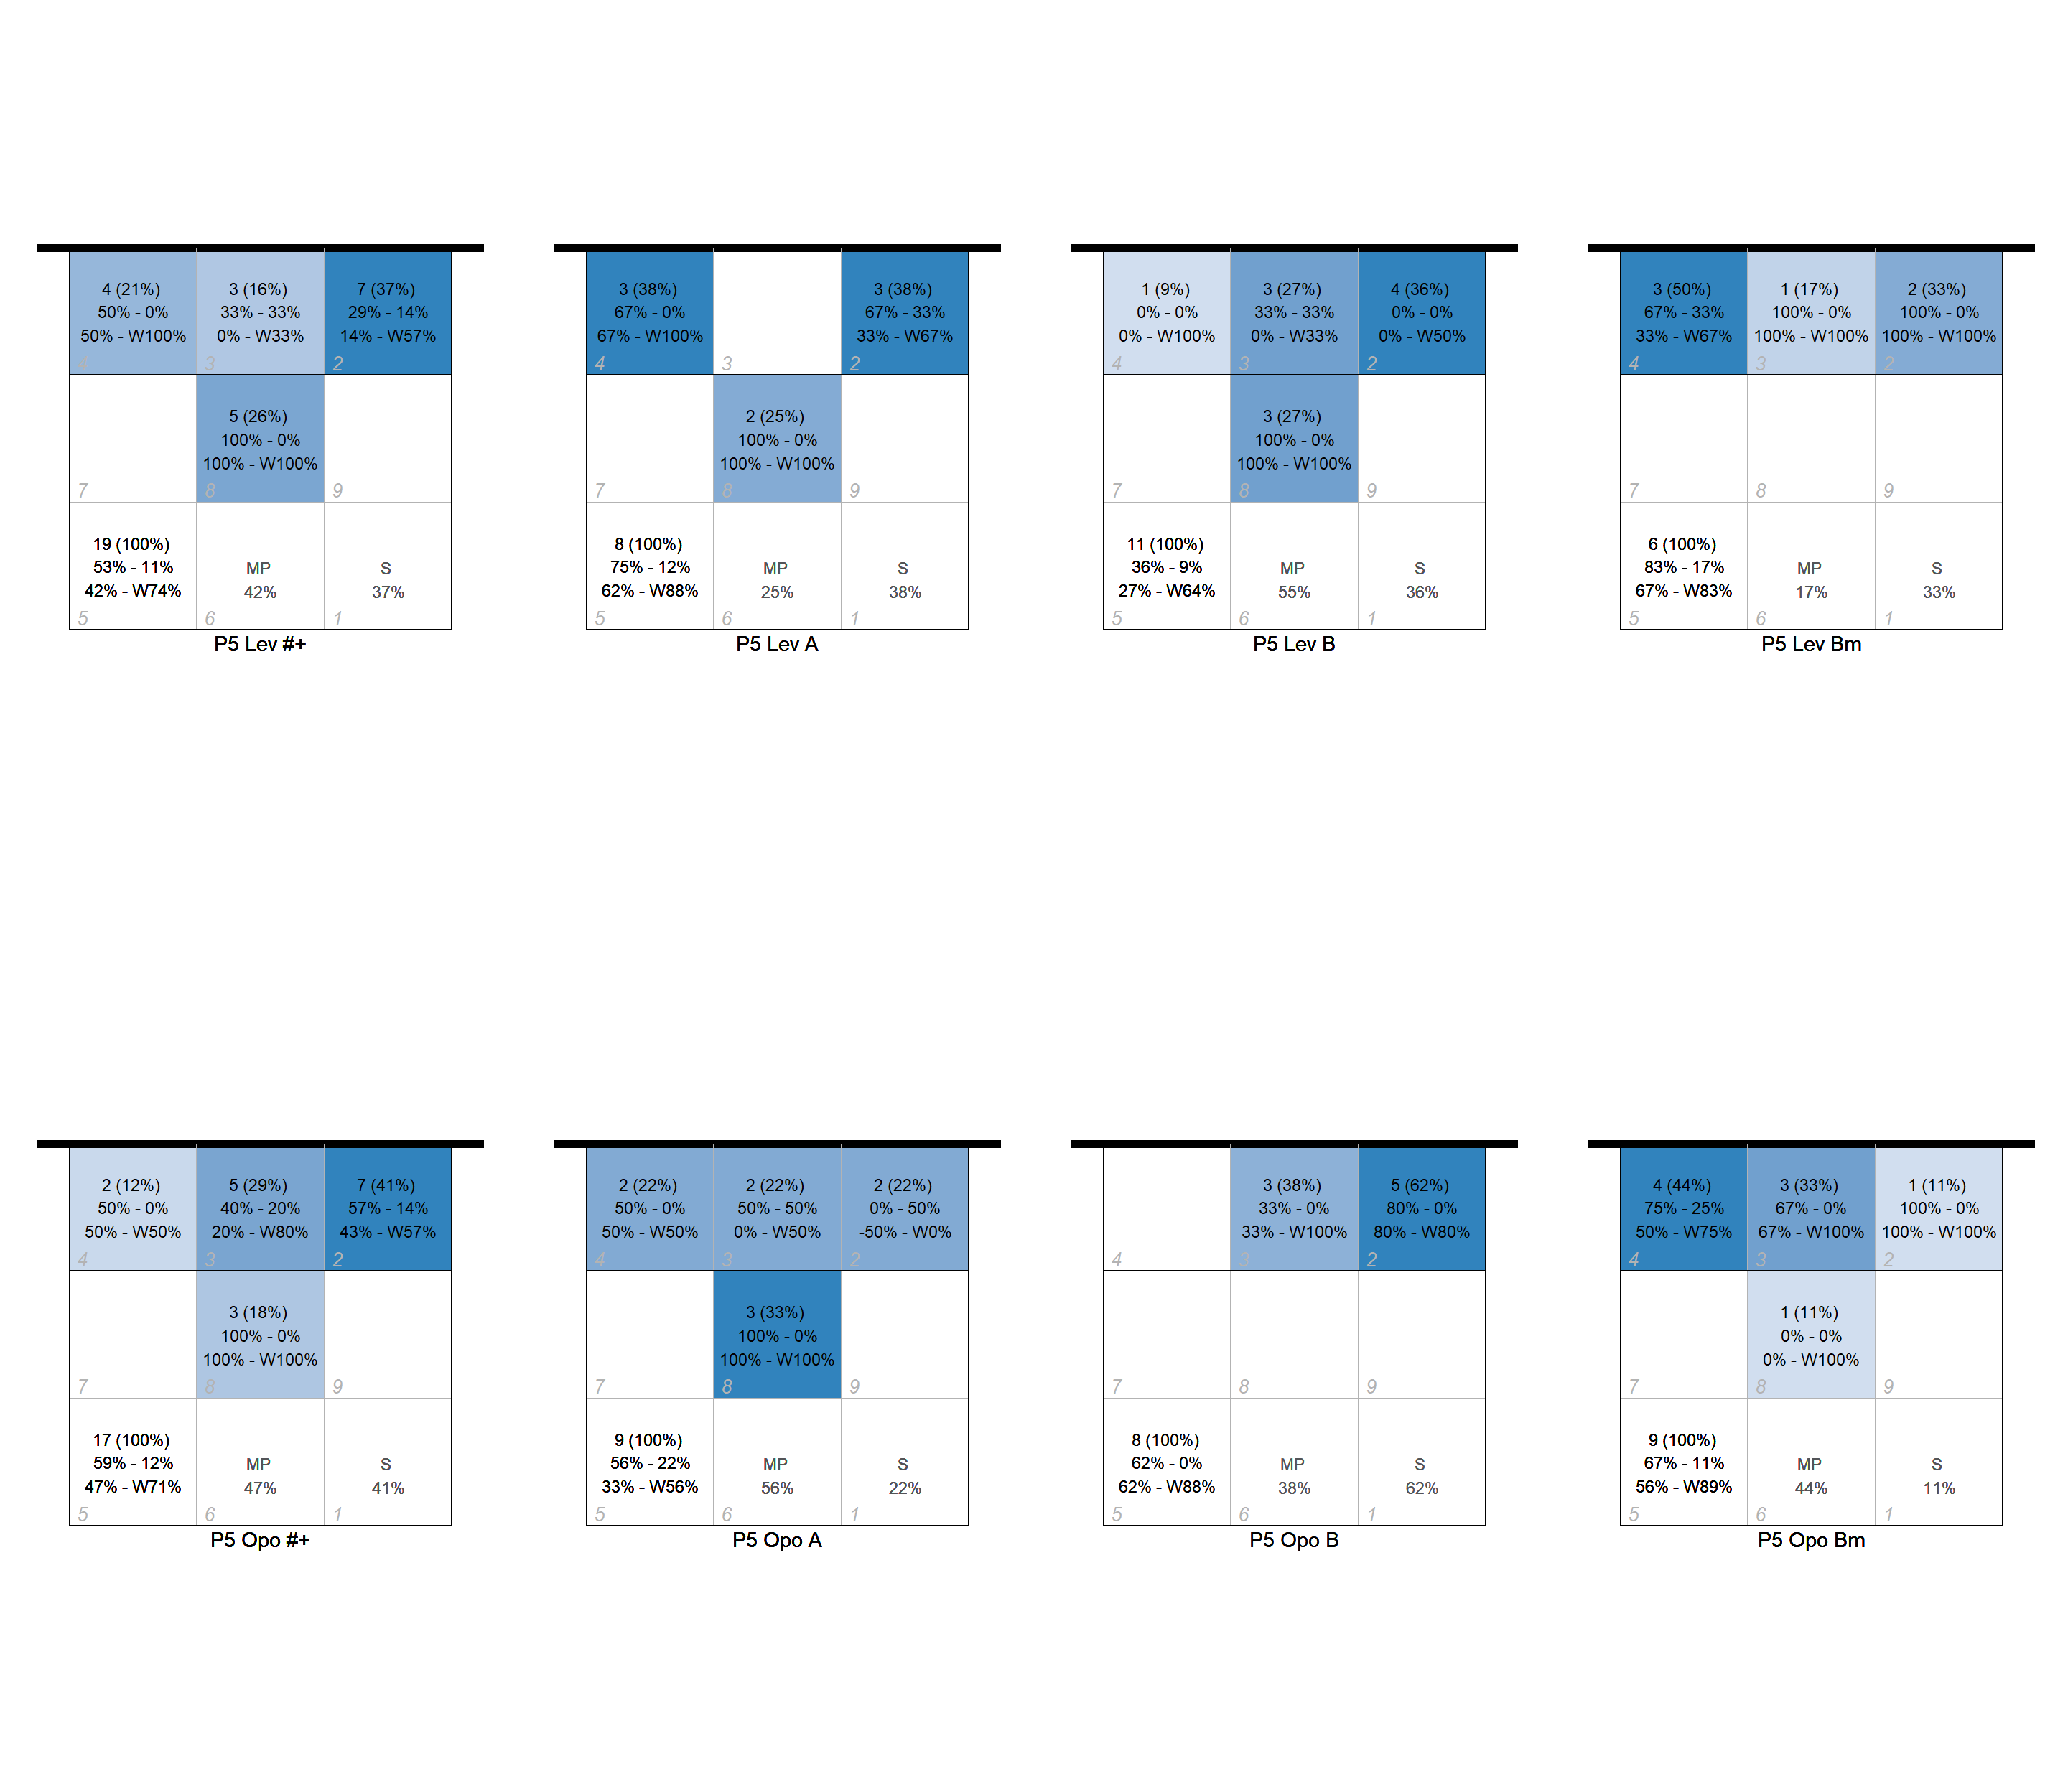 4 (21%)
50% - 0%
50% - W100%
4
3 (16%)
33% - 33%
0% - W33%
3
7 (37%)
29% - 14%
14% - W57%
2
7
5 (26%)
100% - 0%
100% - W100%
8
9
19 (100%)
53% - 11%
42% - W74%
5
MP
42%
6
S
37%
1
P5 Lev #+
3 (38%)
67% - 0%
67% - W100%
4
3
3 (38%)
67% - 33%
33% - W67%
2
7
2 (25%)
100% - 0%
100% - W100%
8
9
8 (100%)
75% - 12%
62% - W88%
5
MP
25%
6
S
38%
1
P5 Lev A
1 (9%)
0% - 0%
0% - W100%
4
3 (27%)
33% - 33%
0% - W33%
3
4 (36%)
0% - 0%
0% - W50%
2
7
3 (27%)
100% - 0%
100% - W100%
8
9
11 (100%)
36% - 9%
27% - W64%
5
MP
55%
6
S
36%
1
P5 Lev B
3 (50%)
67% - 33%
33% - W67%
4
1 (17%)
100% - 0%
100% - W100%
3
2 (33%)
100% - 0%
100% - W100%
2
7
8
9
6 (100%)
83% - 17%
67% - W83%
5
MP
17%
6
S
33%
1
P5 Lev Bm
2 (12%)
50% - 0%
50% - W50%
4
5 (29%)
40% - 20%
20% - W80%
3
7 (41%)
57% - 14%
43% - W57%
2
7
3 (18%)
100% - 0%
100% - W100%
8
9
17 (100%)
59% - 12%
47% - W71%
5
MP
47%
6
S
41%
1
P5 Opo #+
2 (22%)
50% - 0%
50% - W50%
4
2 (22%)
50% - 50%
0% - W50%
3
2 (22%)
0% - 50%
-50% - W0%
2
7
3 (33%)
100% - 0%
100% - W100%
8
9
9 (100%)
56% - 22%
33% - W56%
5
MP
56%
6
S
22%
1
P5 Opo A
4
3 (38%)
33% - 0%
33% - W100%
3
5 (62%)
80% - 0%
80% - W80%
2
7
8
9
8 (100%)
62% - 0%
62% - W88%
5
MP
38%
6
S
62%
1
P5 Opo B
4 (44%)
75% - 25%
50% - W75%
4
3 (33%)
67% - 0%
67% - W100%
3
1 (11%)
100% - 0%
100% - W100%
2
7
1 (11%)
0% - 0%
0% - W100%
8
9
9 (100%)
67% - 11%
56% - W89%
5
MP
44%
6
S
11%
1
P5 Opo Bm